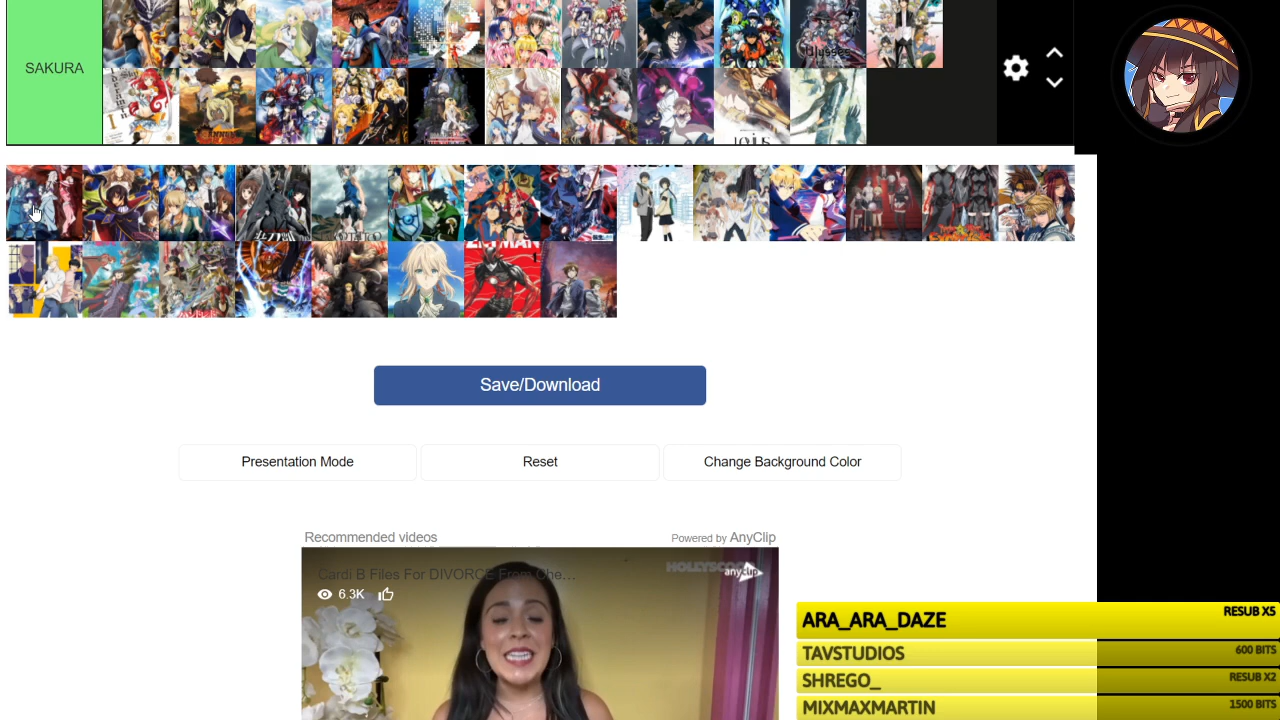 SAKURA
Ulysses
Save/Download
Presentation Mode
Reset
Change Background Color
Recommended videos
Powered by AnyClip
Cardi B Files For DIVORCE From
6.3K
anyclip
ARA_ARA_DAZE
RESUB X5
TAVSTUDIOS
600 BITS
SHREGO_
RESUB X2
MIXMAXMARTIN
1500 BITS